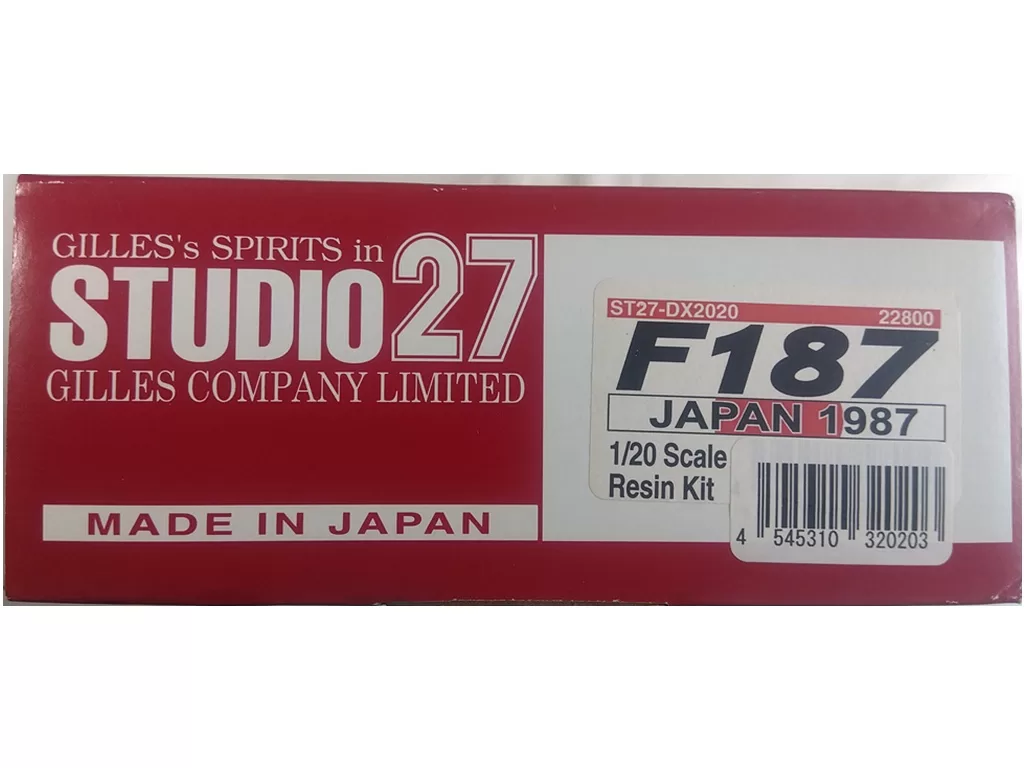 GILLES's SPIRITS in
STUDIO27
GILLES COMPANY LIMITED
MADE IN JAPAN
ST27-DX2020 22800
F187
JAPAN 1987
1/20 Scale
Resin Kit
4 545310 320203